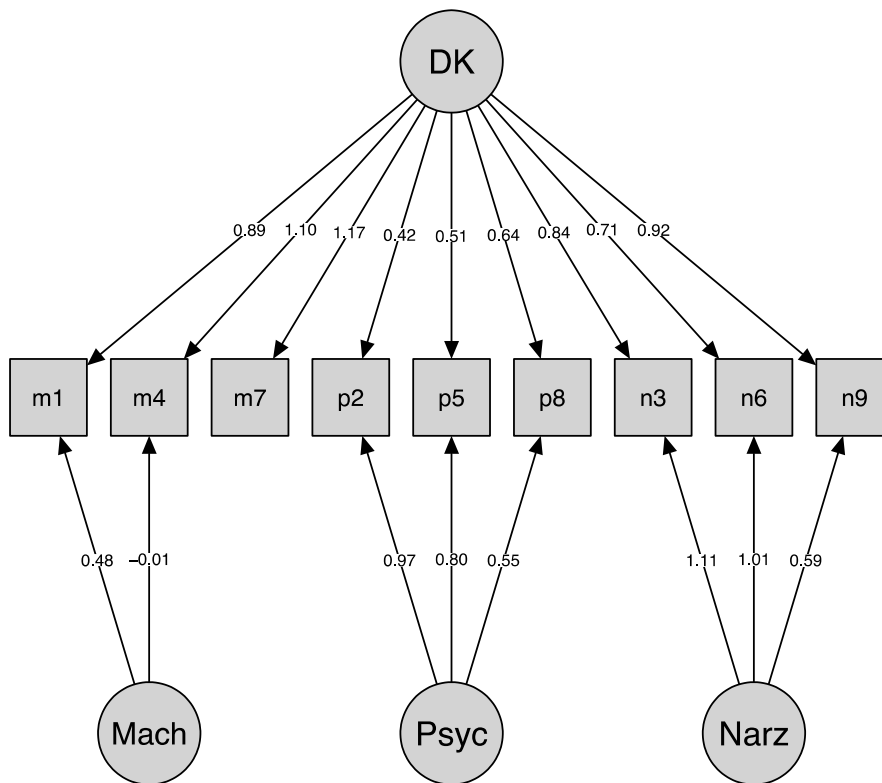 DK
0.89 1.10 1.17 0.42 0.51 0.64 0.84 0.71 0.92
m1 m4 m7 p2 p5 p8 n3 n6 n9
0.48 −0.01 0.97 0.80 0.55 1.11 1.01 0.59
Mach Psyc Narz